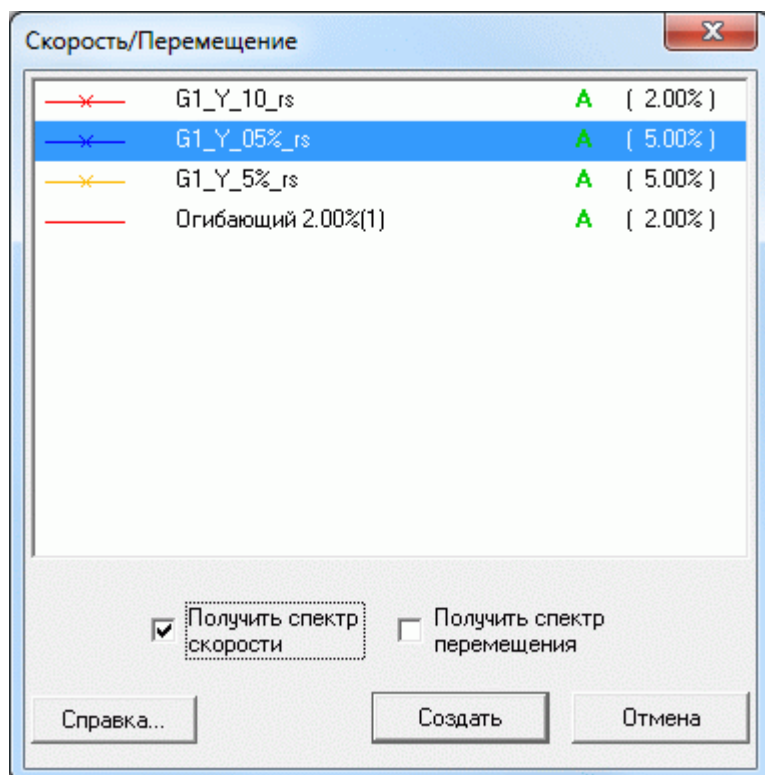 Скорость/Перемещение
G1_Y_10_rs A ( 2.00% )
G1_Y_05%_rs A ( 5.00% )
G1_Y_5%_rs A ( 5.00% )
Огибающий 2.00%(1) A ( 2.00% )
Получить спектр скорости
Получить спектр перемещения
Справка...
Создать
Отмена